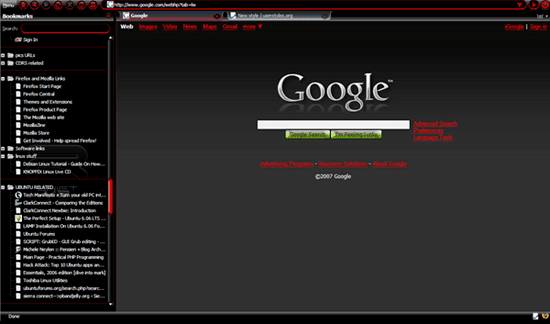 Menu
http://www.google.com/webhp?tab=iw
Bookmarks
Google
New style | userstyles.org
Search:
Sign In
pcs URLs
CDRS related
Firefox and Mozilla Links
Firefox Start Page
Firefox Central
Themes and Extensions
Firefox Product Page
The Mozilla web site
MozillaZine
Mozilla Store
Get Involved - Help spread Firefox!
Software links
linux stuff
Debian Linux Tutorial - Guide On How...
KNOPPIX Linux Live CD
UBUNTU RELATED
Tech Manifesto » Turn your old PC int...
ClarkConnect - Comparing the Editions
ClarkConnect Newbie: Introduction
The Perfect Setup - Ubuntu 6.06 LTS ...
LAMP Installation On Ubuntu 6.06 Fo...
Ubuntu Forums
SCRIPT: GrubED - GUI Grub editing - ...
Michele Neylon :: Pensieri » Blog Arch...
Main Page - Practical PHP Programming
Hack Attack: Top 10 Ubuntu apps an...
Essentials, 2006 edition [dive into mark]
Toshiba Linux Utilities
ubuntuforums.org/search.php?searc...
sierra connect ->pbandjelly.org - Sie...
Web Images Video News Maps Gmail more ▼
iGoogle | Sign in
Google™
Advanced Search
Preferences
Language Tools
Google Search I'm Feeling Lucky
Advertising Programs - Business Solutions - About Google
©2007 Google
Done